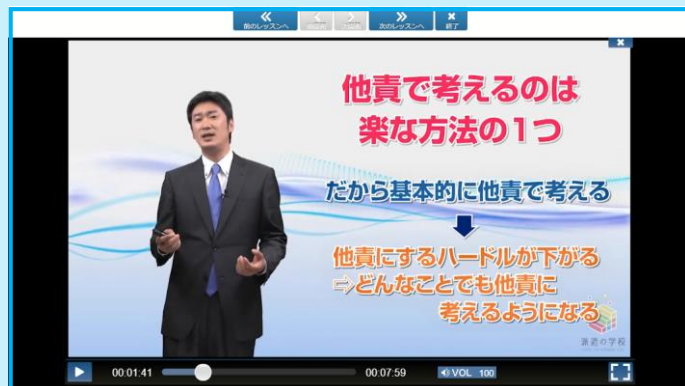 前のレッスンへ
次のレッスンへ
終了
他責で考えるのは
楽な方法の1つ
だから基本的に他責で考える
他責にするハードルが下がる
⇨どんなことでも他責に
考えるようになる
派遣の学校
00:01:41
00:07:59
VOL 100